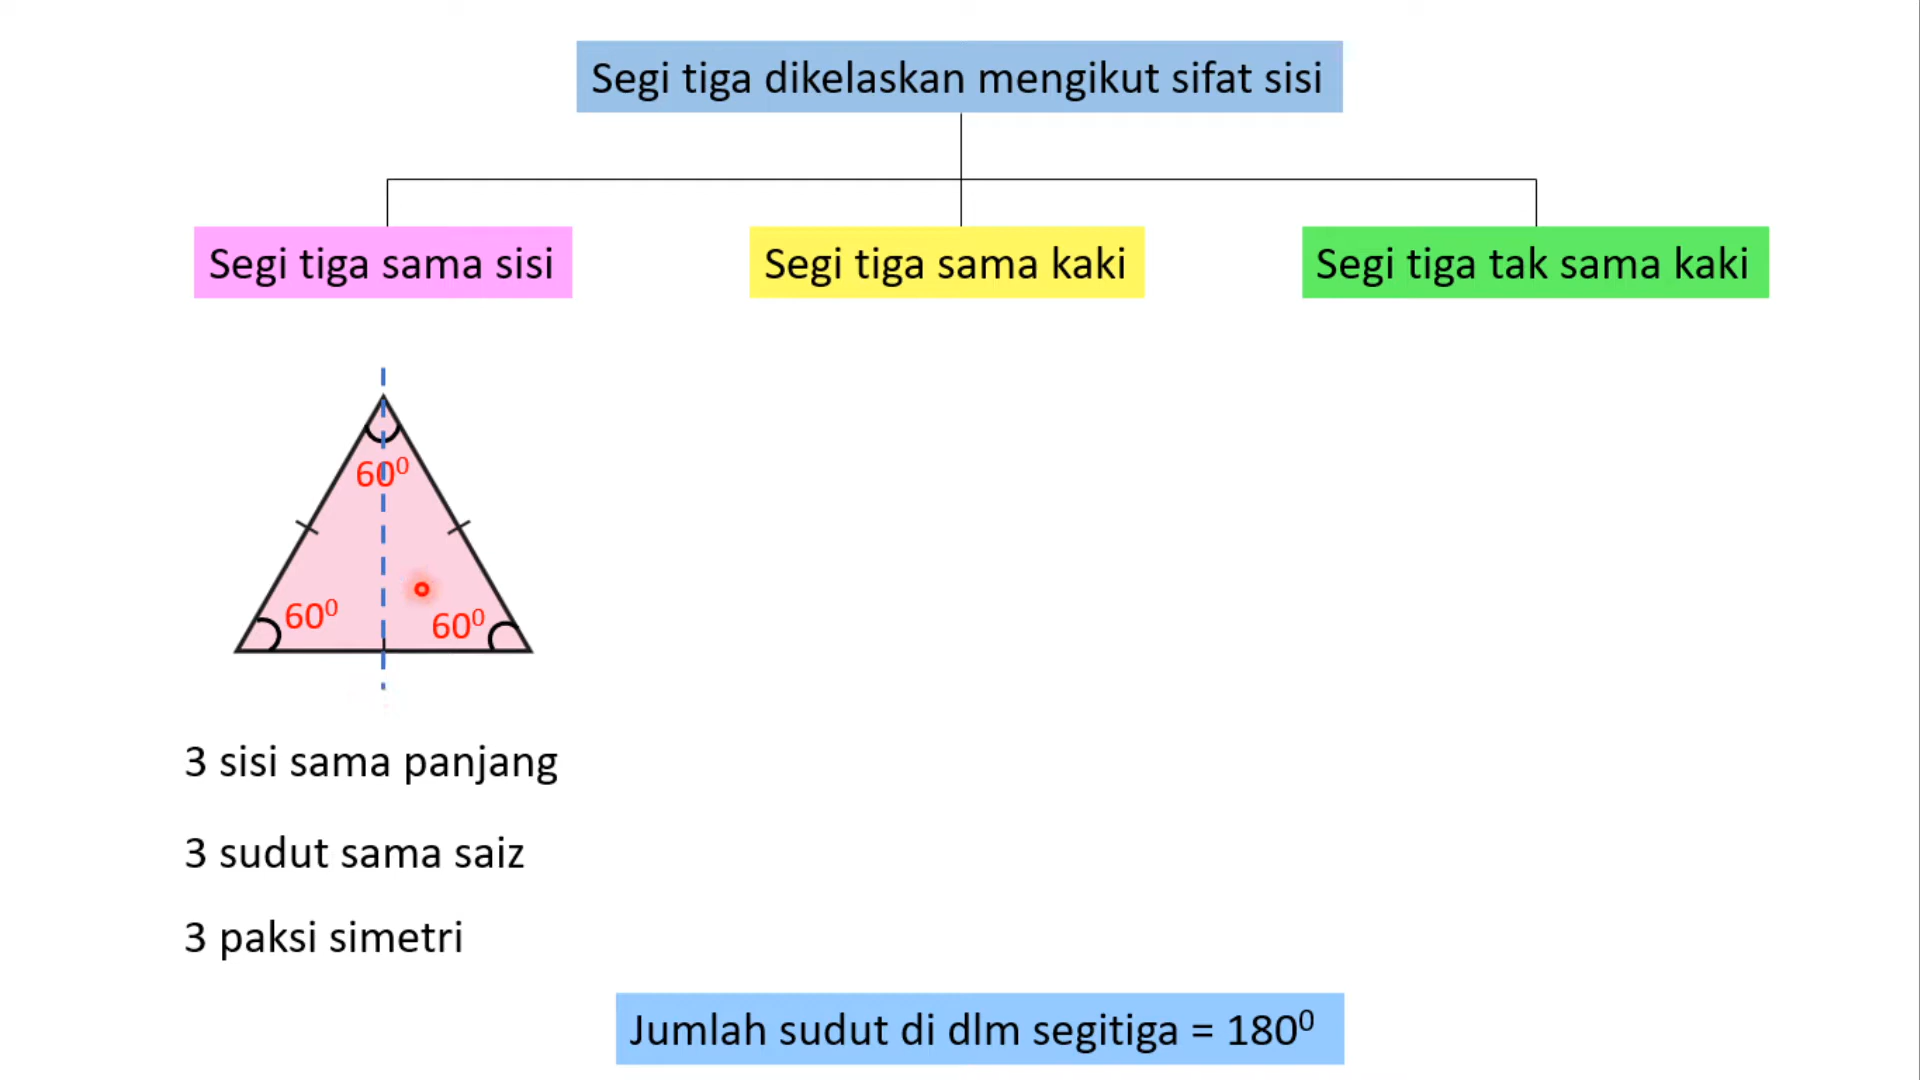 Segi tiga dikelaskan mengikut sifat sisi
Segi tiga sama sisi
Segi tiga sama kaki
Segi tiga tak sama kaki
60⁰
60⁰
60⁰
3 sisi sama panjang
3 sudut sama saiz
3 paksi simetri
Jumlah sudut di dlm segitiga = 180⁰